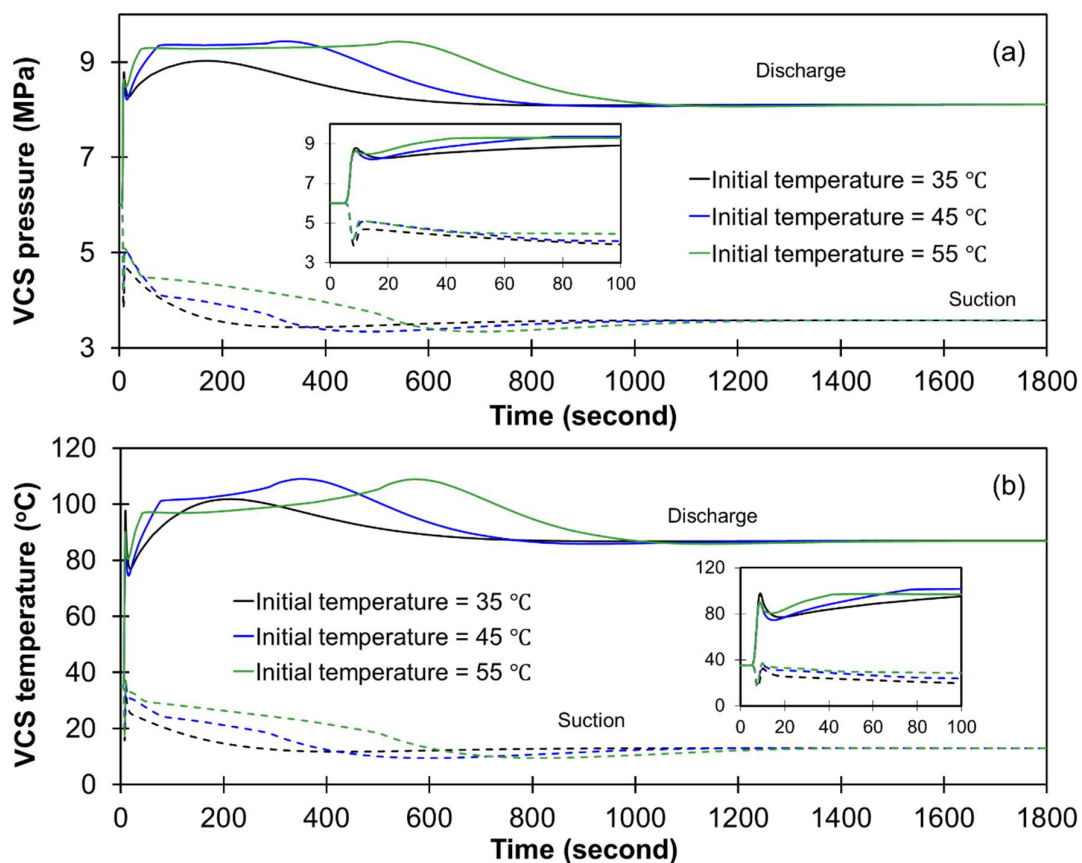 (a)
VCS pressure (MPa)
9
7
5
3
Discharge
9
7
5
3
0 20 40 60 80 100
Initial temperature = 35 ℃
Initial temperature = 45 ℃
Initial temperature = 55 ℃
Suction
0 200 400 600 800 1000 1200 1400 1600 1800
Time (second)
(b)
VCS temperature (°C)
120
100
80
60
40
20
0
Discharge
Initial temperature = 35 ℃
Initial temperature = 45 ℃
Initial temperature = 55 ℃
120
80
40
0
0 20 40 60 80 100
Suction
0 200 400 600 800 1000 1200 1400 1600 1800
Time (second)